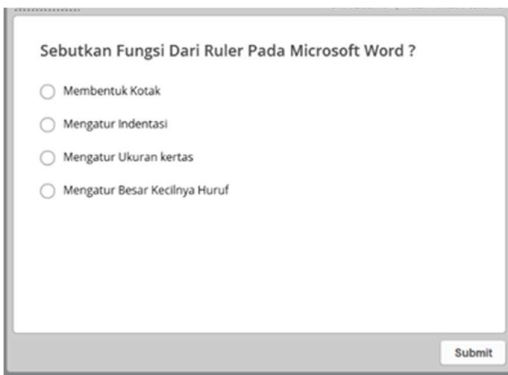 Sebutkan Fungsi Dari Ruler Pada Microsoft Word ?
Membentuk Kotak
Mengatur Indentasi
Mengatur Ukuran kertas
Mengatur Besar Kecilnya Huruf
Submit